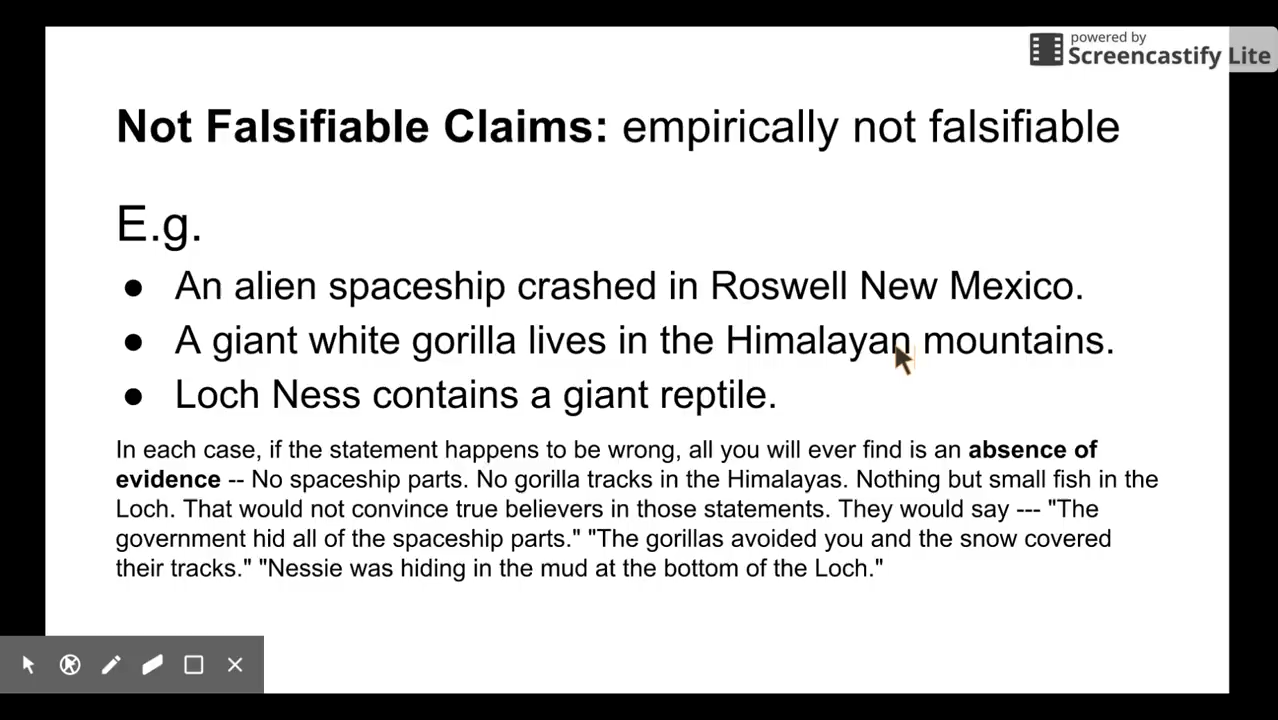 powered by
Screencastify Lite
Not Falsifiable Claims: empirically not falsifiable
E.g.
● An alien spaceship crashed in Roswell New Mexico.
● A giant white gorilla lives in the Himalayan mountains.
● Loch Ness contains a giant reptile.
In each case, if the statement happens to be wrong, all you will ever find is an absence of
evidence -- No spaceship parts. No gorilla tracks in the Himalayas. Nothing but small fish in the
Loch. That would not convince true believers in those statements. They would say --- "The
government hid all of the spaceship parts." "The gorillas avoided you and the snow covered
their tracks." "Nessie was hiding in the mud at the bottom of the Loch."